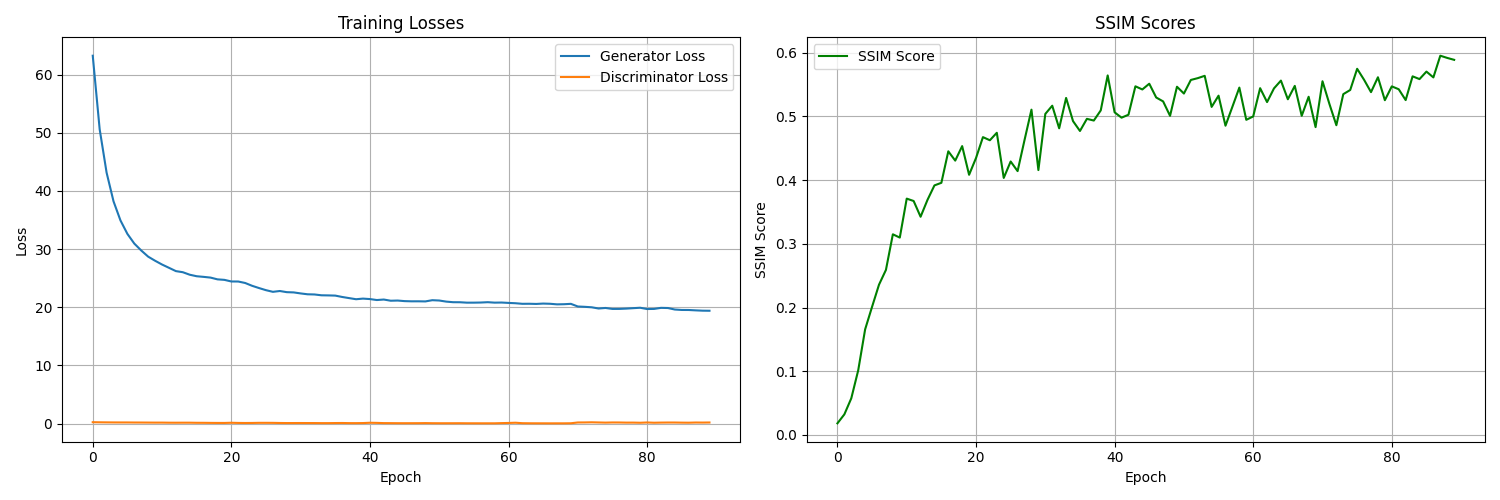 Training Losses
Generator Loss
Discriminator Loss
60
50
40
30
20
10
0
Loss
0 20 40 60 80
Epoch
SSIM Scores
SSIM Score
0.6
0.5
0.4
0.3
0.2
0.1
0.0
SSIM Score
0 20 40 60 80
Epoch